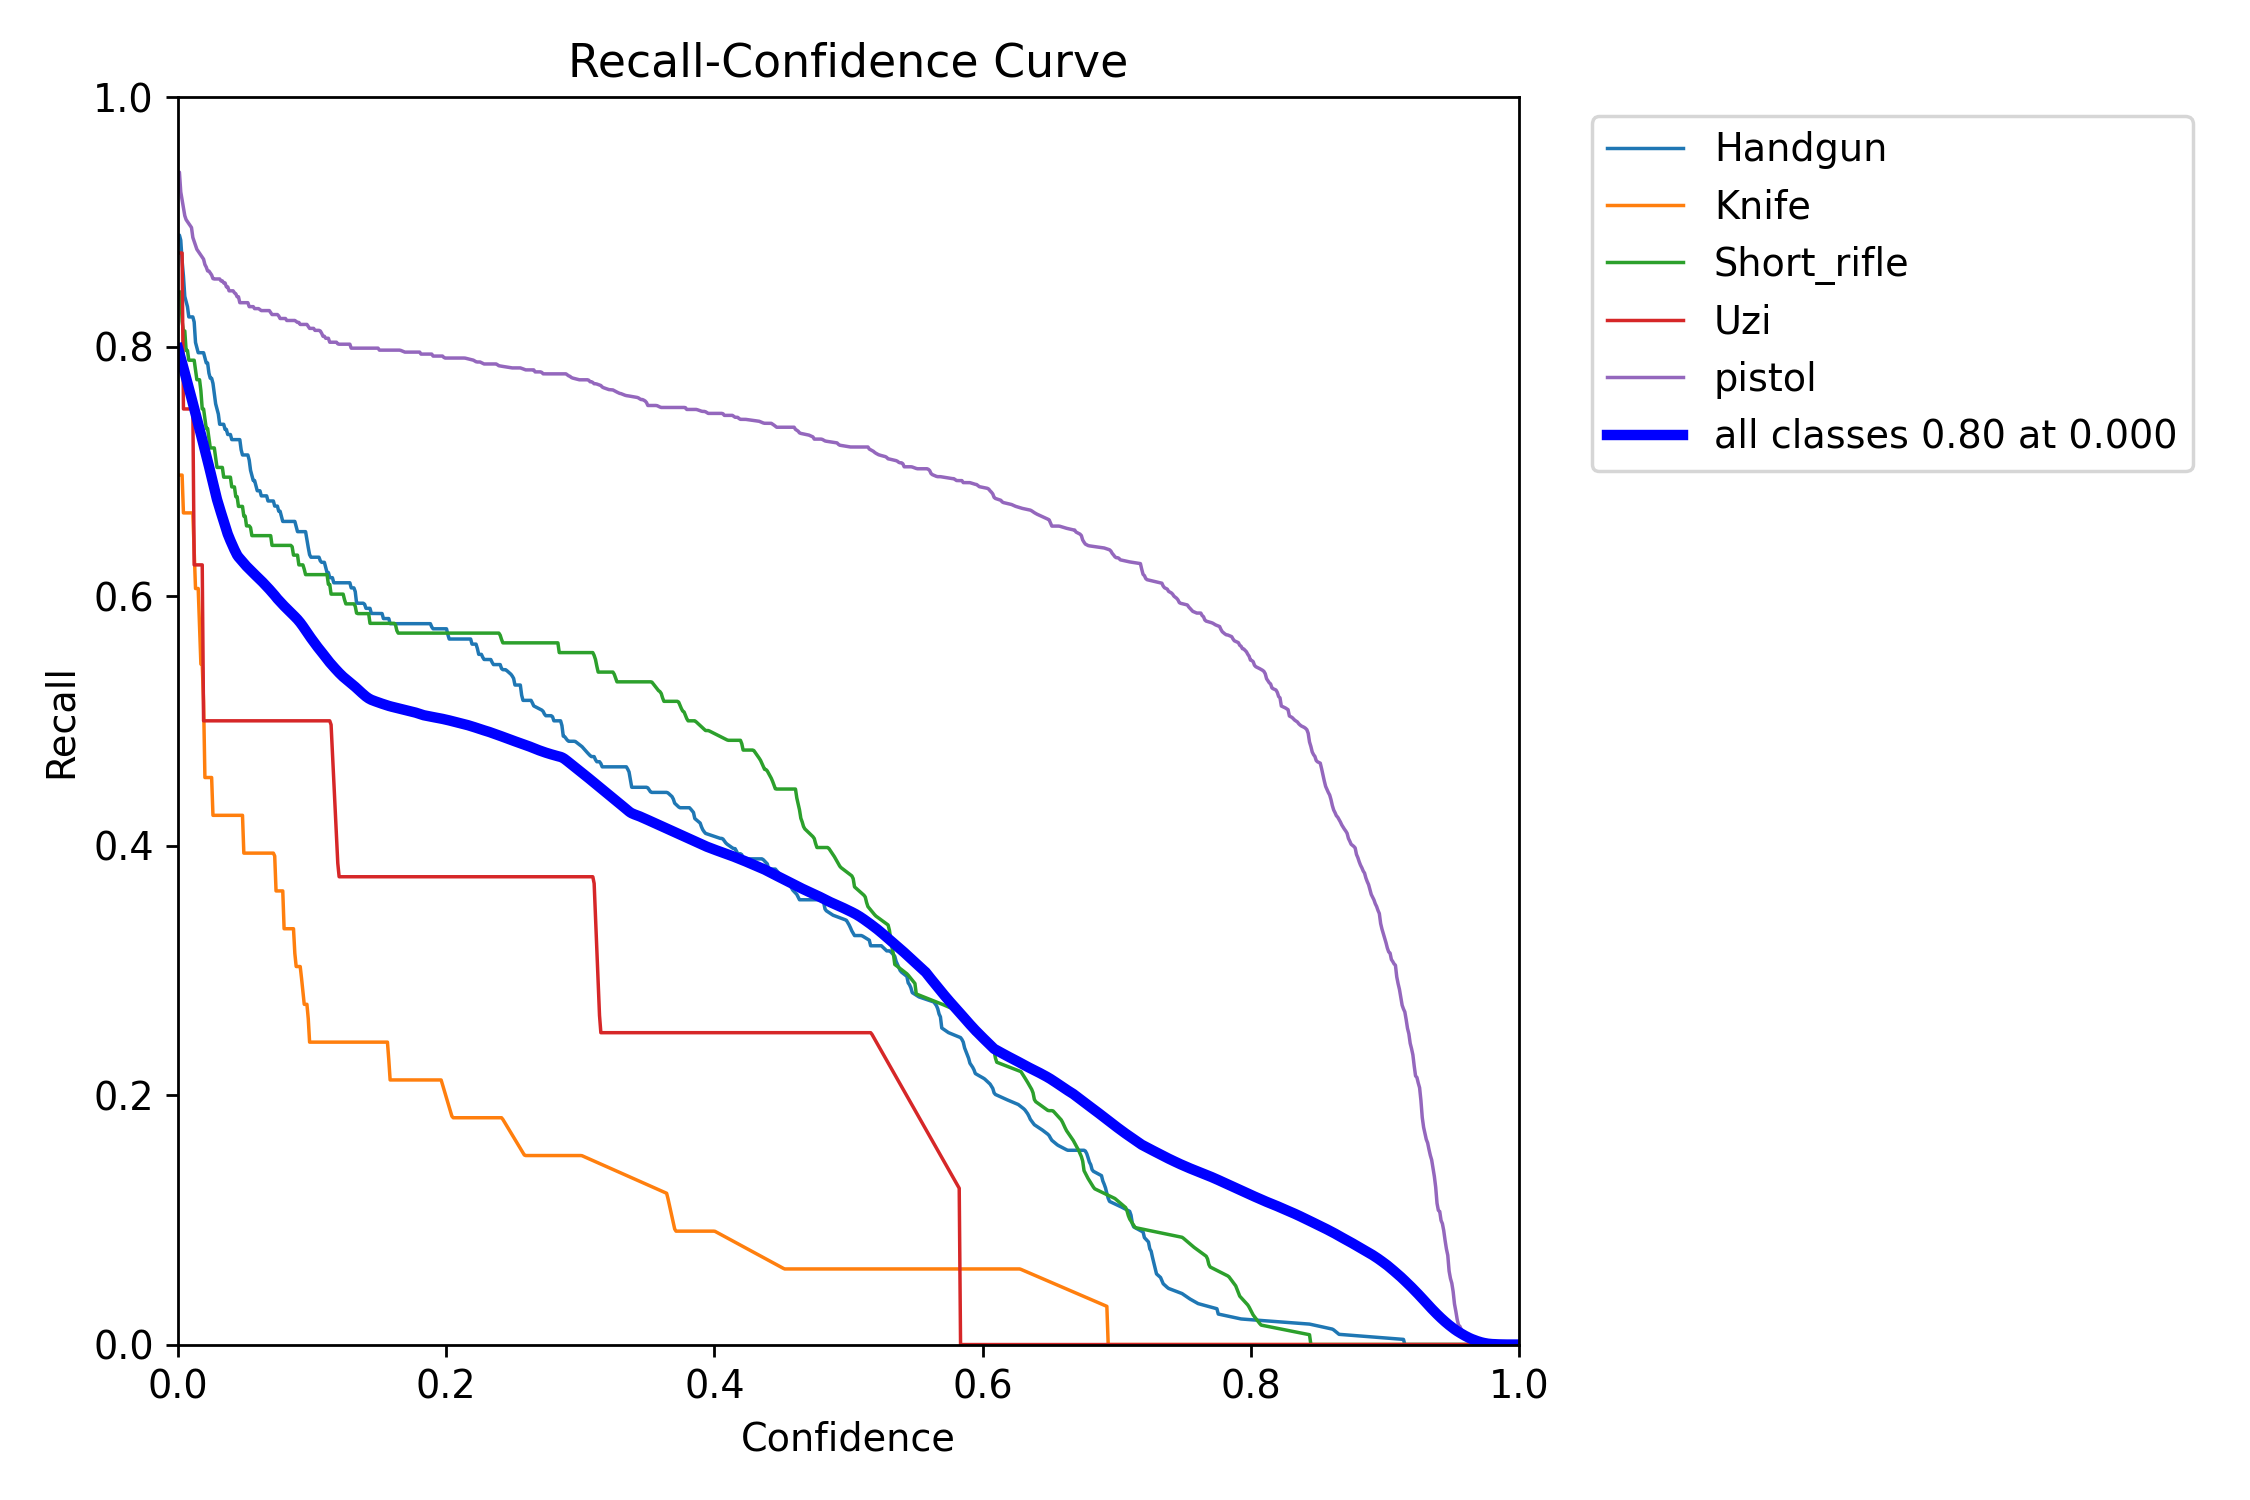 Recall-Confidence Curve
1.0
0.8
0.6
0.4
0.2
0.0
Recall
0.0 0.2 0.4 0.6 0.8 1.0
Confidence
Handgun
Knife
Short_rifle
Uzi
pistol
all classes 0.80 at 0.000